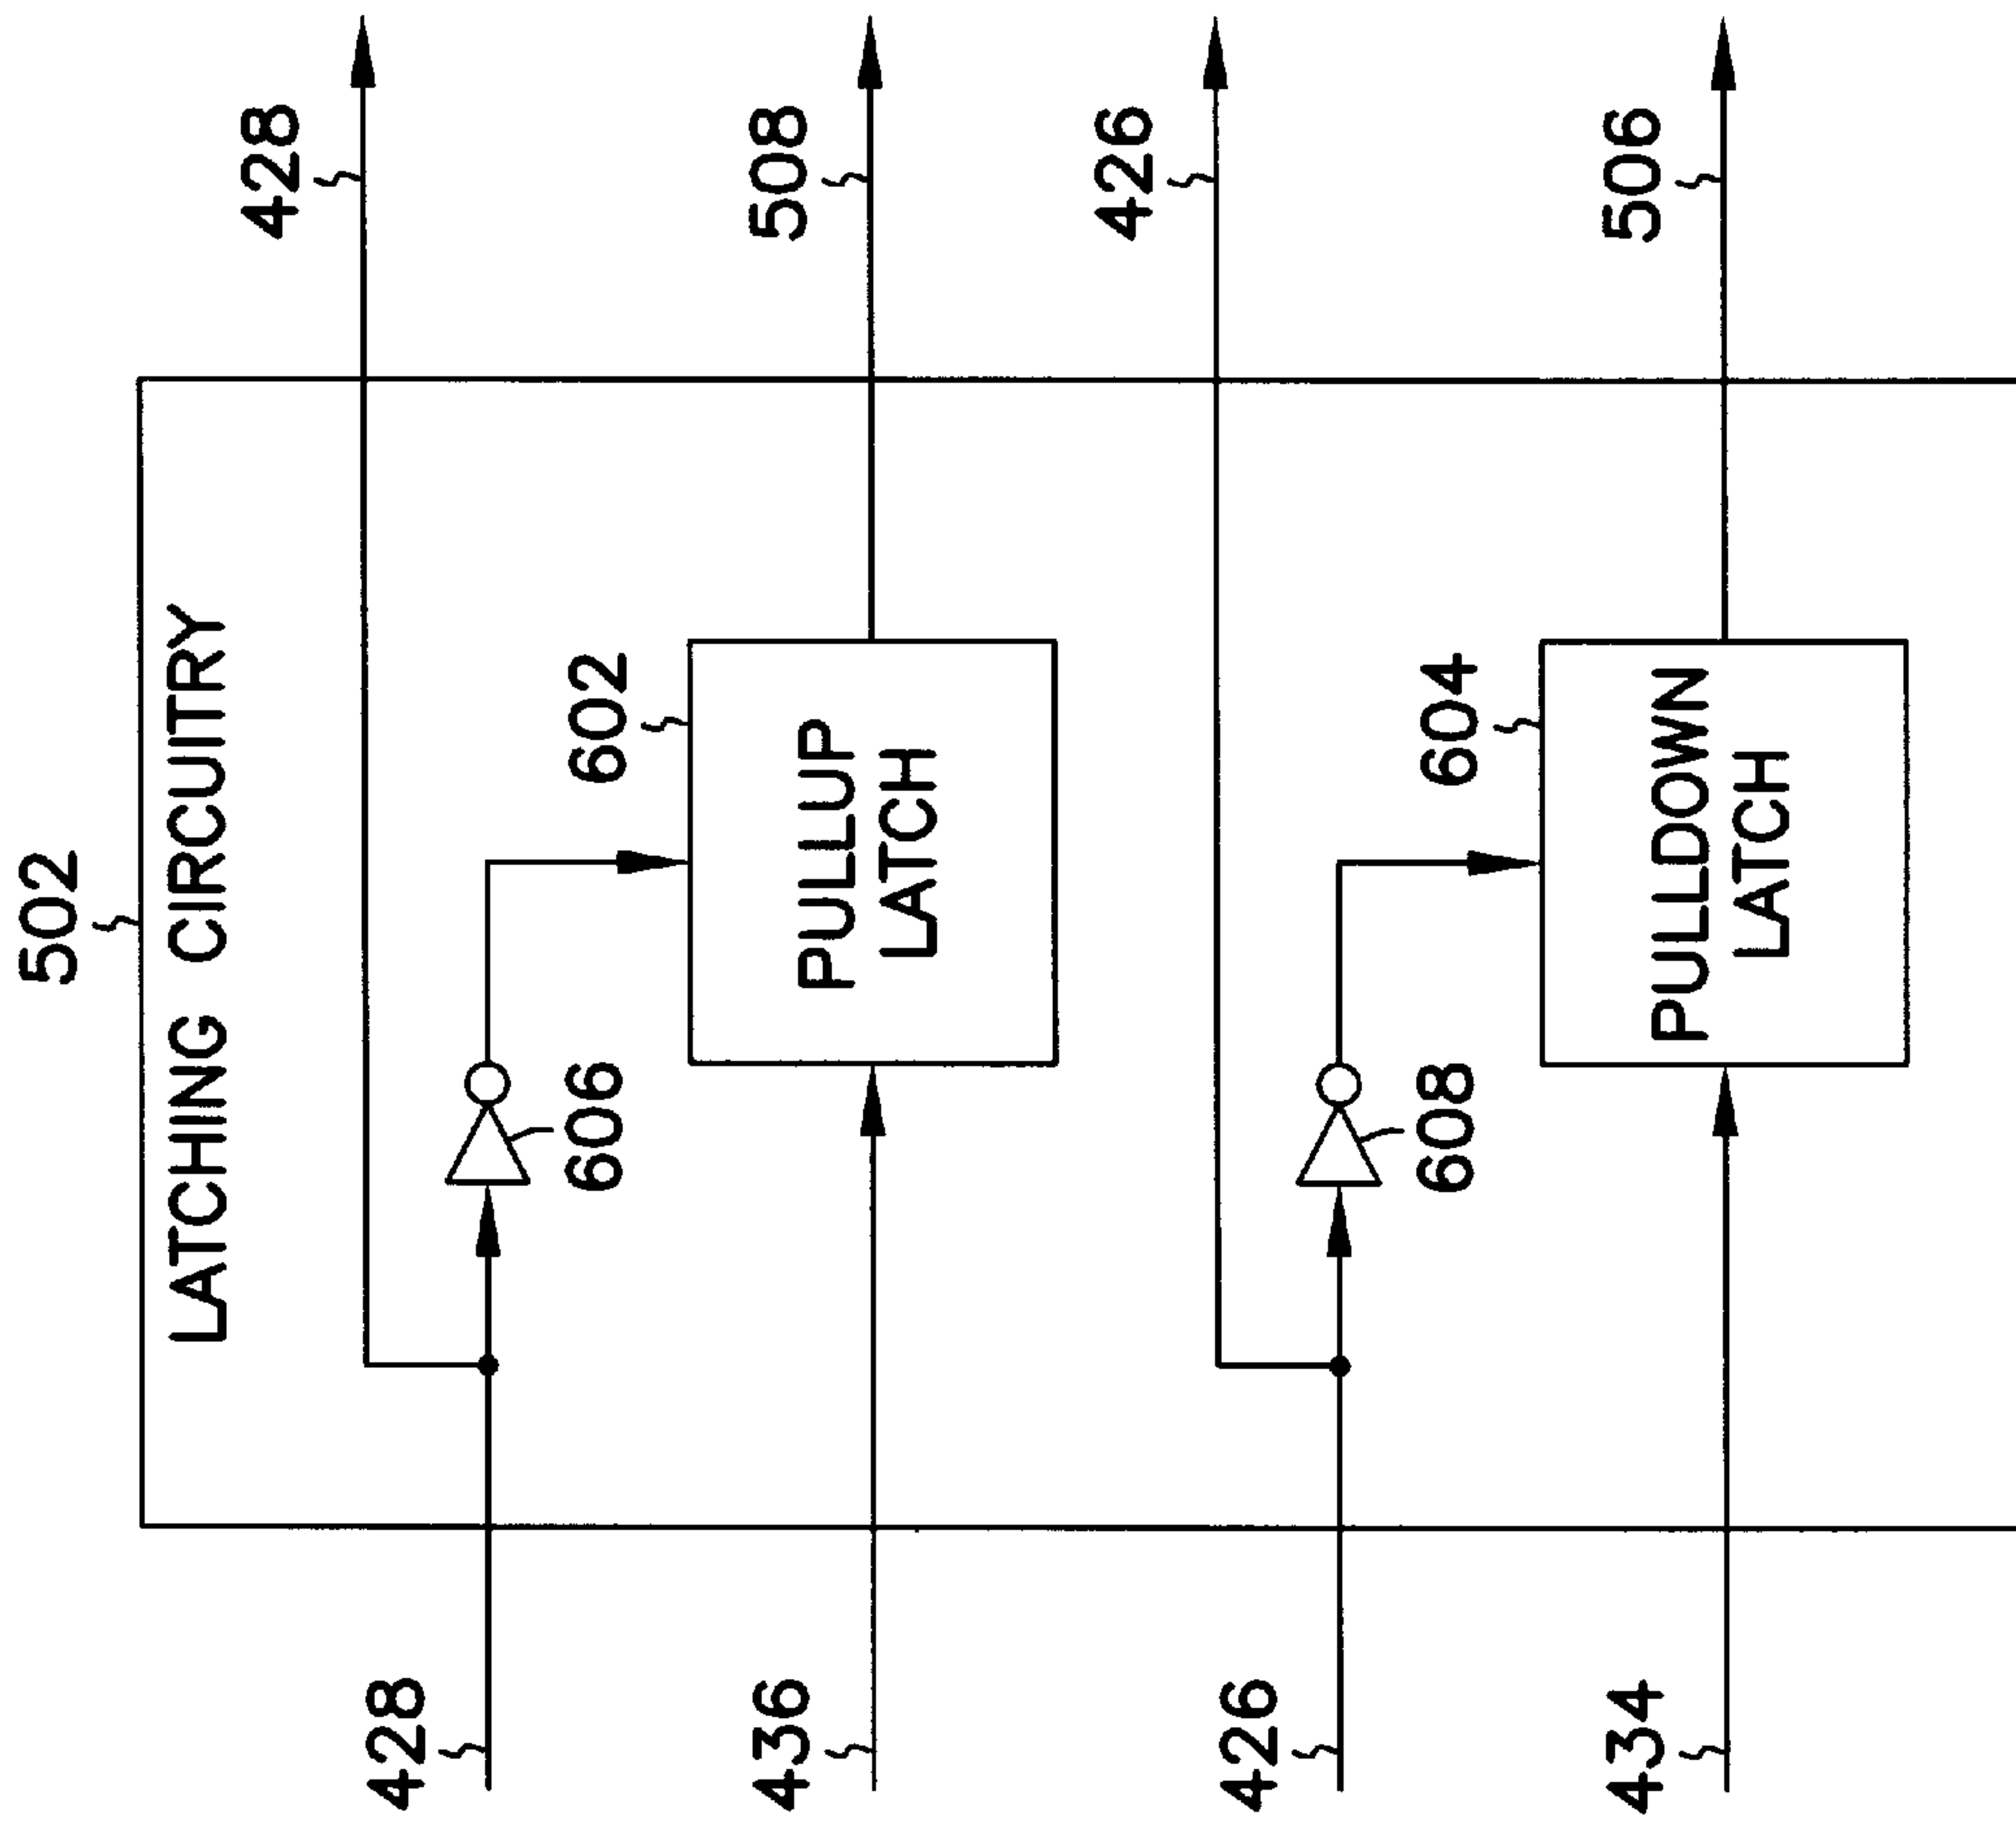 502
LATCHING CIRCUITRY
428
428
606
602
PULLUP
LATCH
436
508
426
426
608
604
PULLDOWN
LATCH
434
506